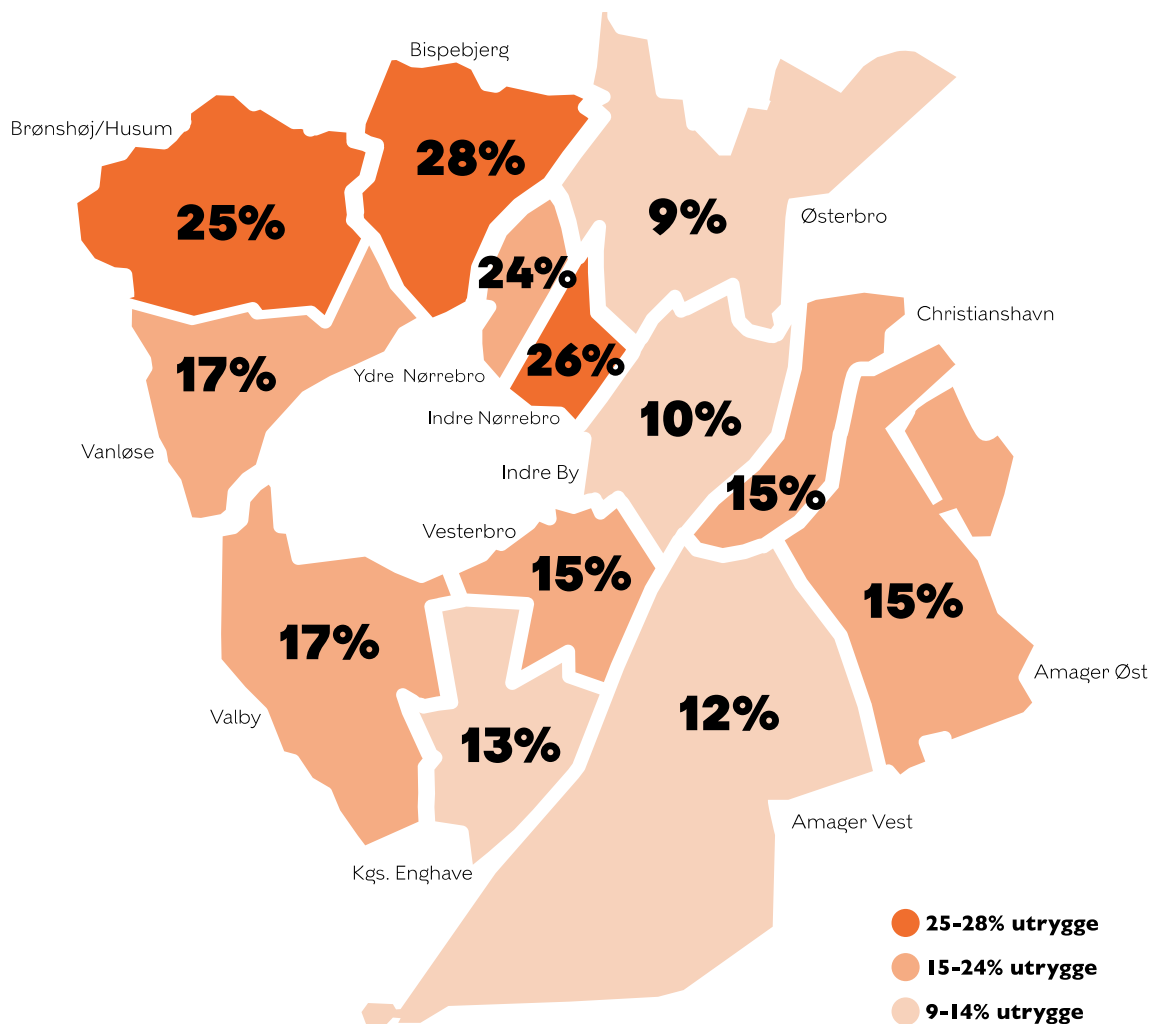 Bispebjerg
Brønshøj/Husum
28%
25%
9%
Østerbro
24%
Christianshavn
26%
17%
Ydre Nørrebro
Indre Nørrebro
10%
Vanløse
Indre By
15%
Vesterbro
15%
15%
17%
Amager Øst
Valby
12%
13%
Amager Vest
Kgs. Enghave
25-28% utrygge
15-24% utrygge
9-14% utrygge